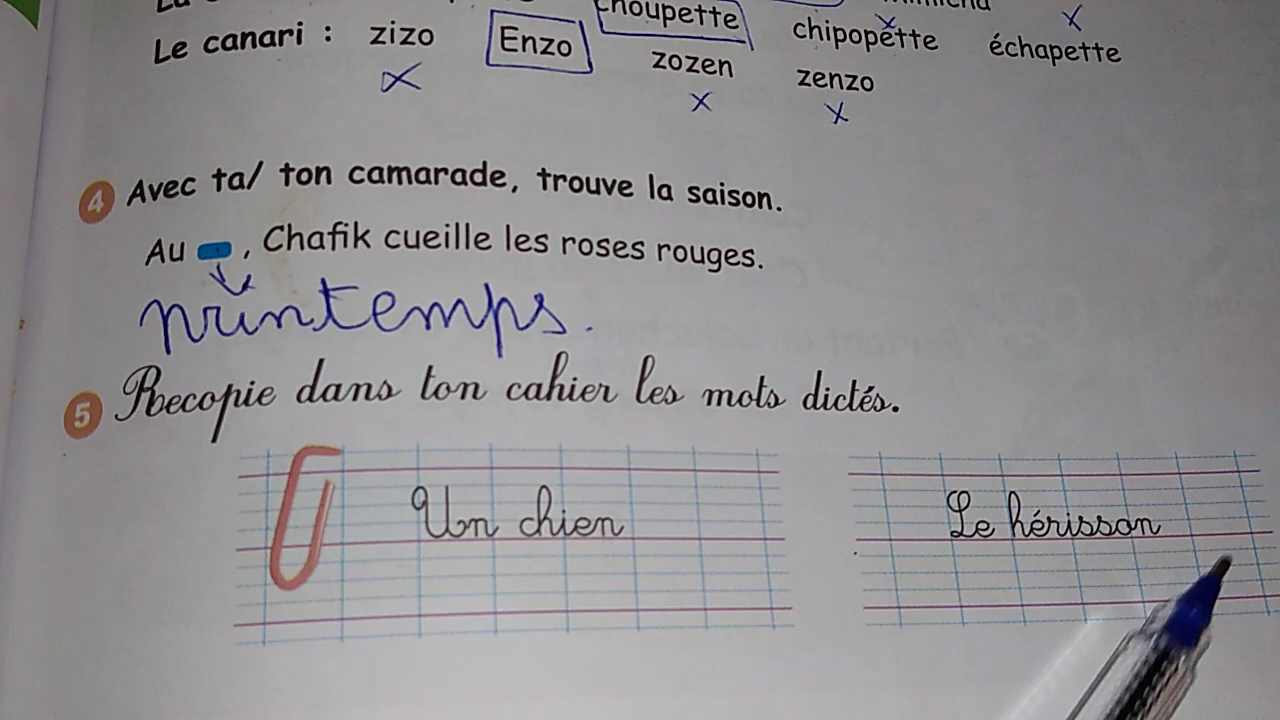 choupette
Le canari : zizo Enzo zozen chipopette échapette
zenzo
4 Avec ta/ ton camarade, trouve la saison.
Au , Chafik cueille les roses rouges.
printemps.
5 Recopie dans ton cahier les mots dictés.
Un chien Le hérisson